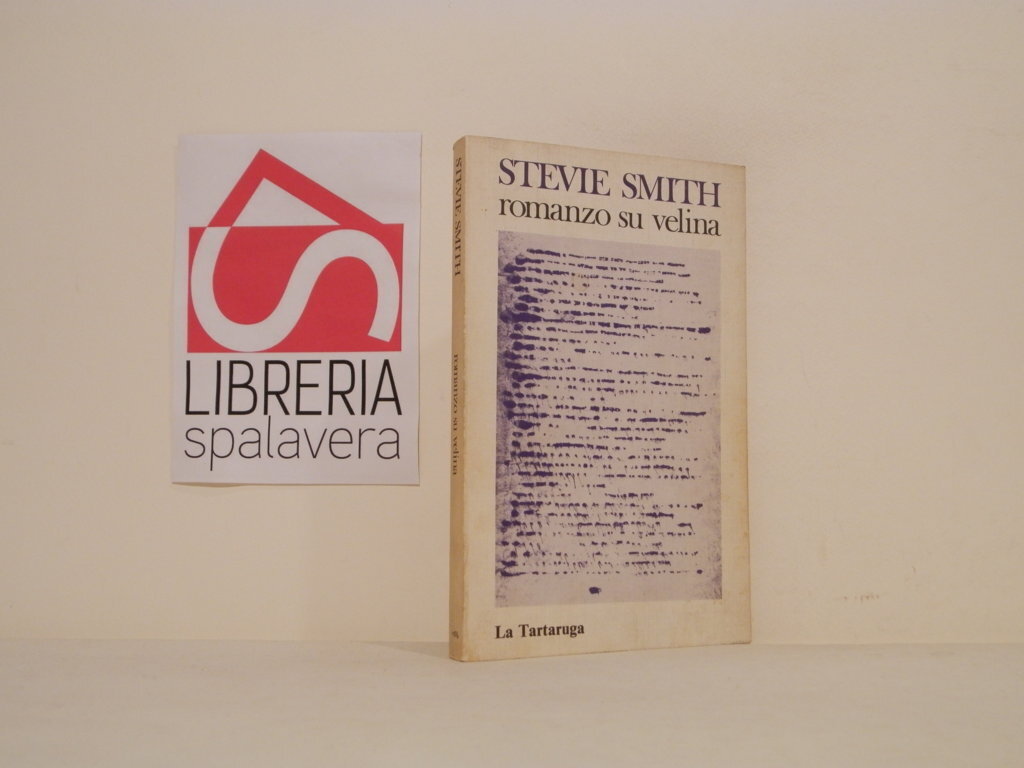 LIBRERIA
spalavera
STEVIE SMITH
romanzo su velina
STEVIE SMITH
romanzo su velina
La Tartaruga